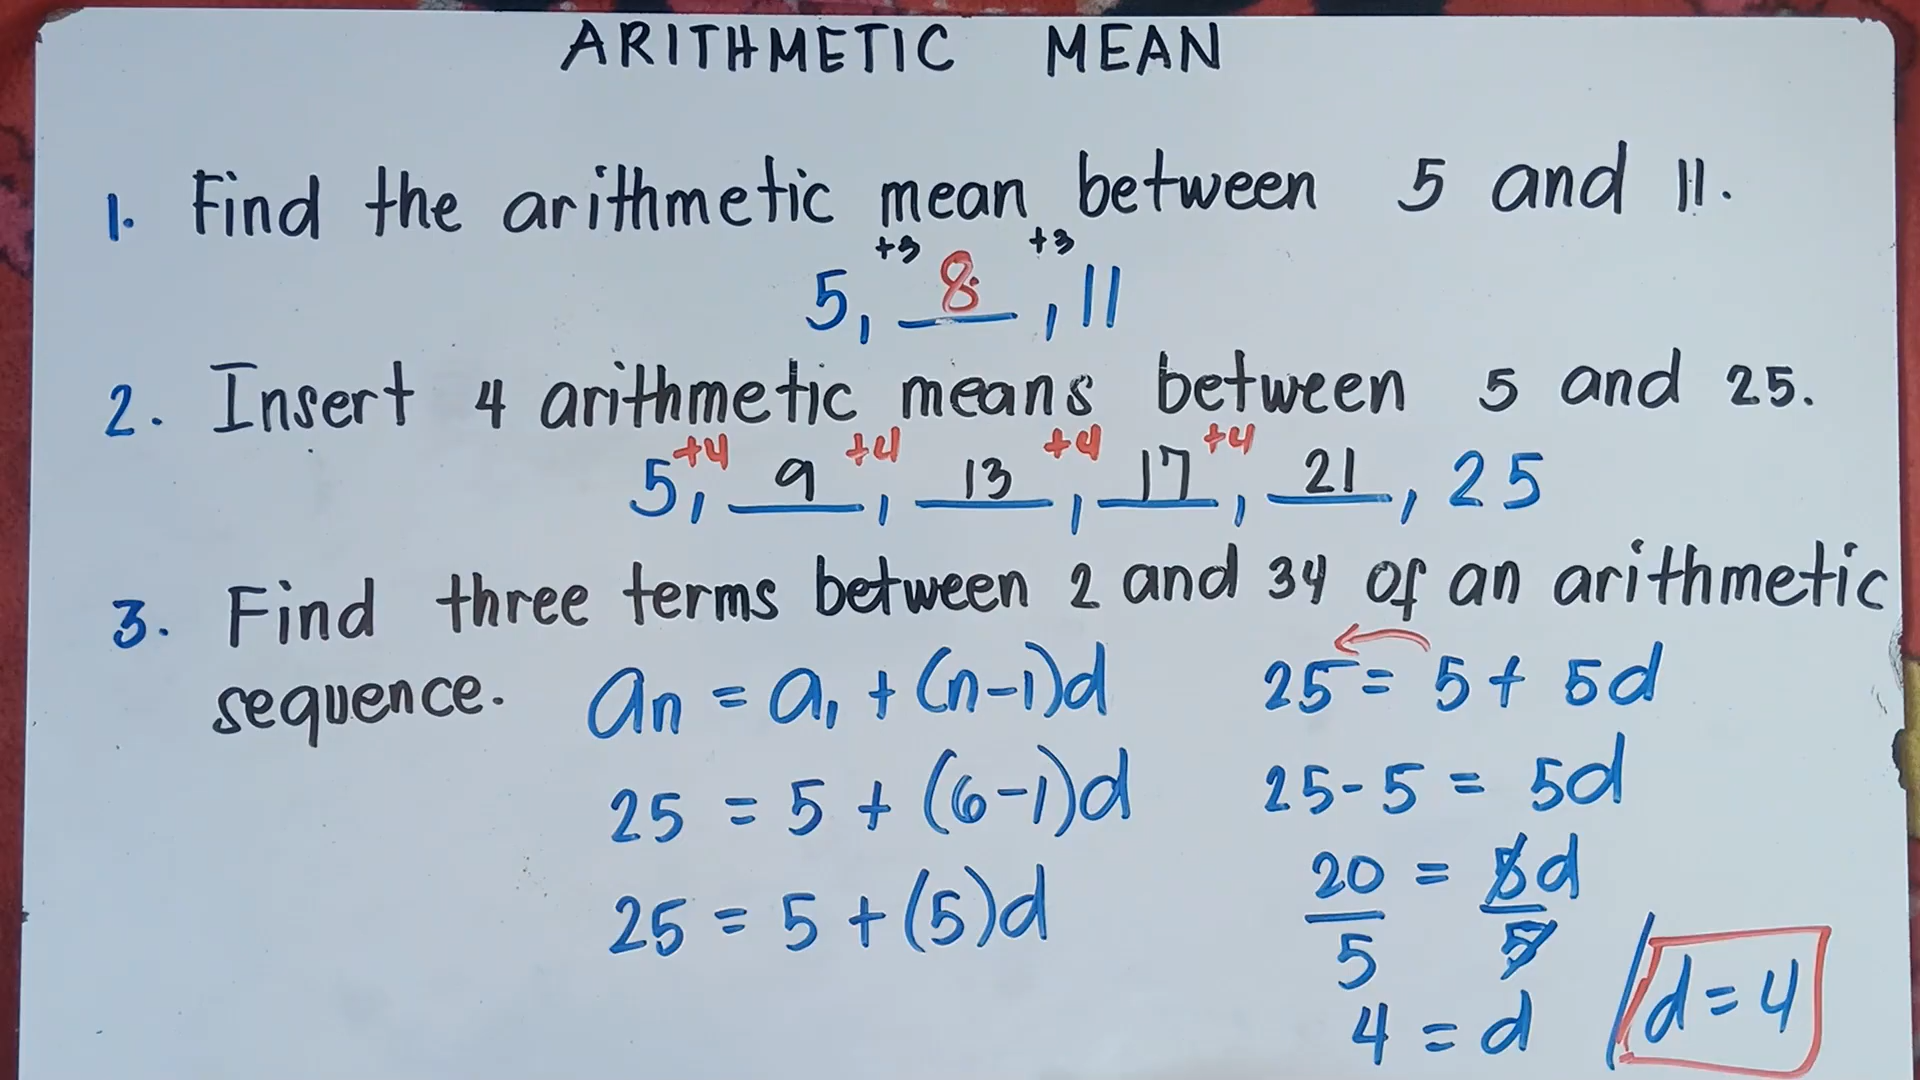 ARITHMETIC MEAN
1. Find the arithmetic mean between 5 and 11.
+3 +3
5, 8, 11
2. Insert 4 arithmetic means between 5 and 25.
+4 +4 +4 +4
5, 9, 13, 17, 21, 25
3. Find three terms between 2 and 34 of an arithmetic
sequence.
an = a1 + (n-1)d
25 = 5 + (6-1)d
25 = 5 + (5)d
25 = 5 + 5d
25-5 = 5d
20 = 5d
5 5
4 = d
d = 4